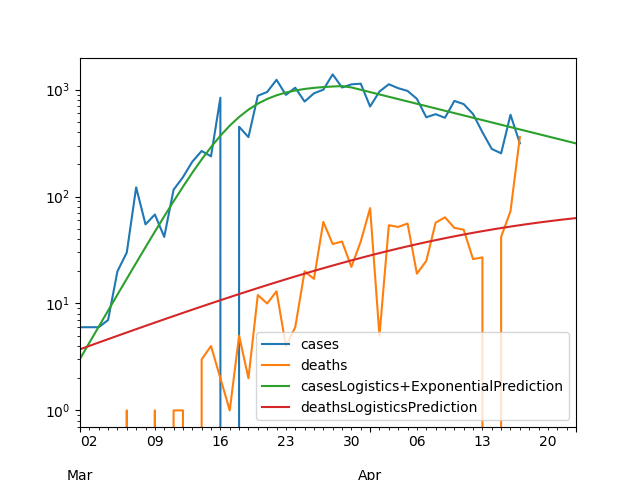 10³
10²
10¹
10⁰
cases
deaths
casesLogistics+ExponentialPrediction
deathsLogisticsPrediction
02 09 16 23 30 06 13 20
Mar Apr